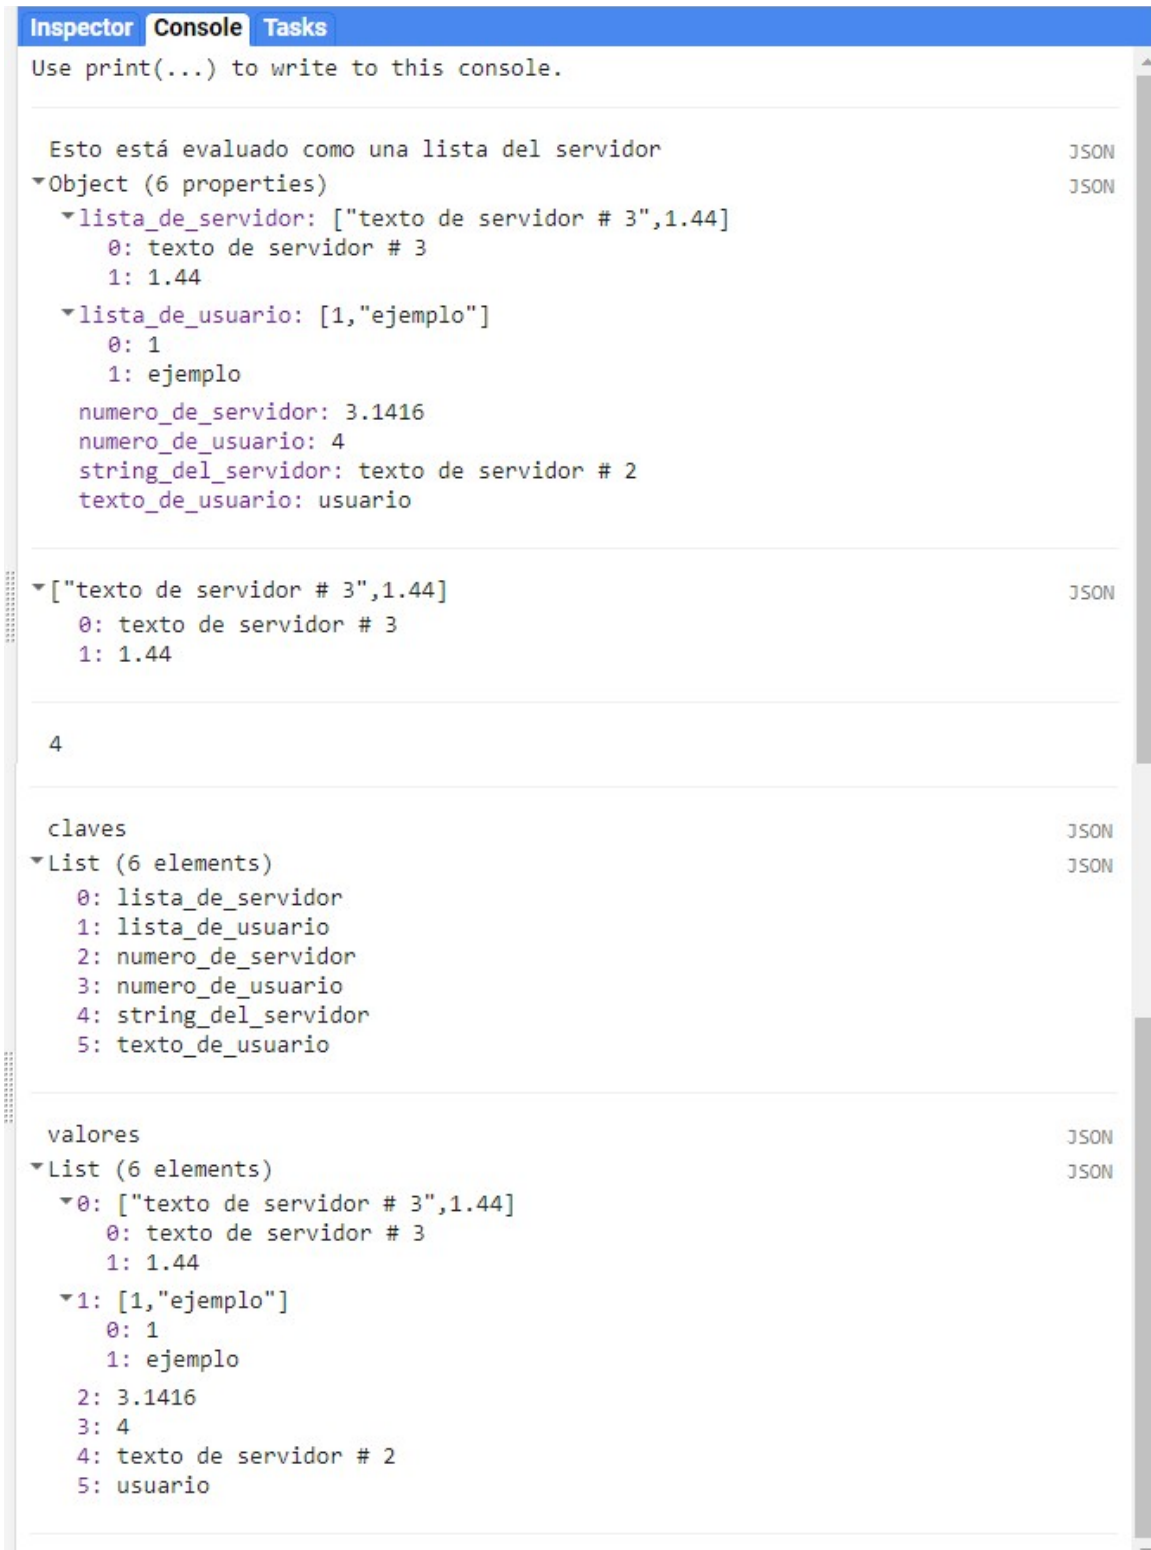 Inspector Console Tasks
Use print(...) to write to this console.
Esto está evaluado como una lista del servidor JSON
Object (6 properties) JSON
lista_de_servidor: ["texto de servidor # 3",1.44]
0: texto de servidor # 3
1: 1.44
lista_de_usuario: [1,"ejemplo"]
0: 1
1: ejemplo
numero_de_servidor: 3.1416
numero_de_usuario: 4
string_del_servidor: texto de servidor # 2
texto_de_usuario: usuario
["texto de servidor # 3",1.44] JSON
0: texto de servidor # 3
1: 1.44
4
claves JSON
List (6 elements) JSON
0: lista_de_servidor
1: lista_de_usuario
2: numero_de_servidor
3: numero_de_usuario
4: string_del_servidor
5: texto_de_usuario
valores JSON
List (6 elements) JSON
0: ["texto de servidor # 3",1.44]
0: texto de servidor # 3
1: 1.44
1: [1,"ejemplo"]
0: 1
1: ejemplo
2: 3.1416
3: 4
4: texto de servidor # 2
5: usuario